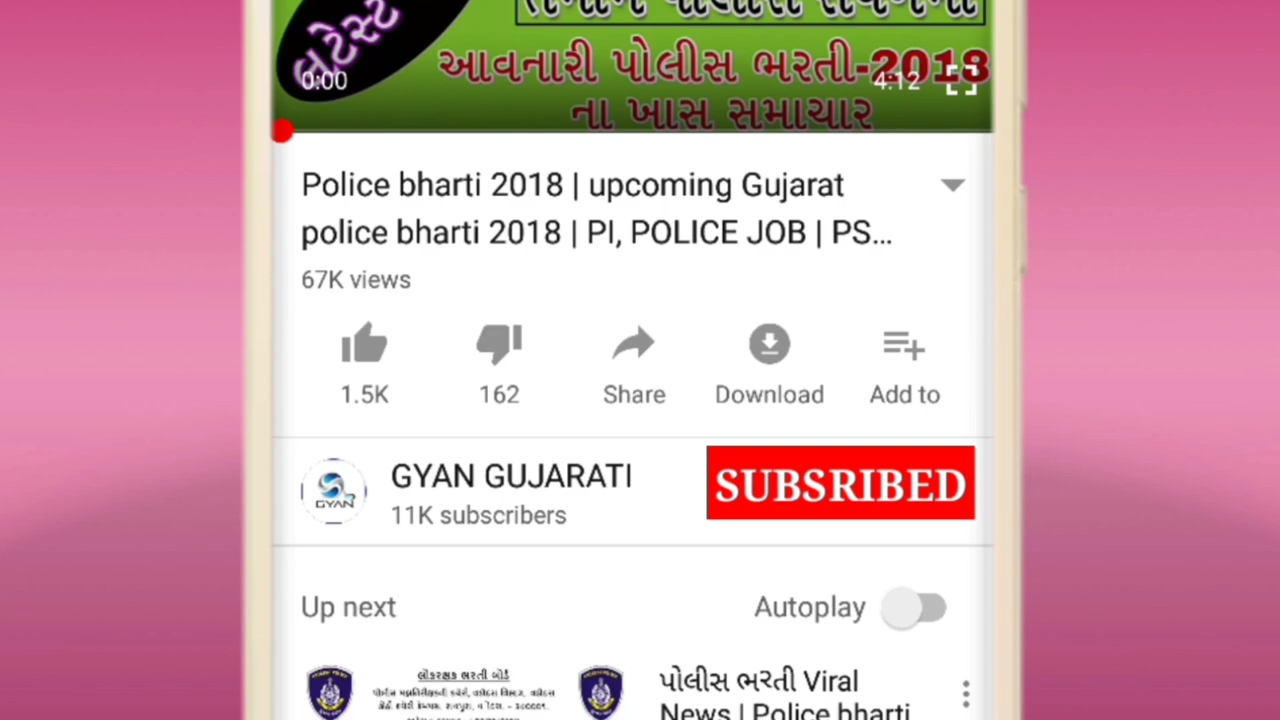 લેટેસ્ટ
આવનારી પોલીસ ભરતી-2018
0:00
4:12
ના ખાસ સમાચાર
Police bharti 2018 | upcoming Gujarat
police bharti 2018 | PI, POLICE JOB | PS...
67K views
1.5K
162
Share
Download
Add to
GYAN GUJARATI
11K subscribers
SUBSRIBED
GYAN
Up next
Autoplay
લોકરક્ષક ભરતી બોર્ડ
પોલીસ ભરતી Viral
News | Police bharti